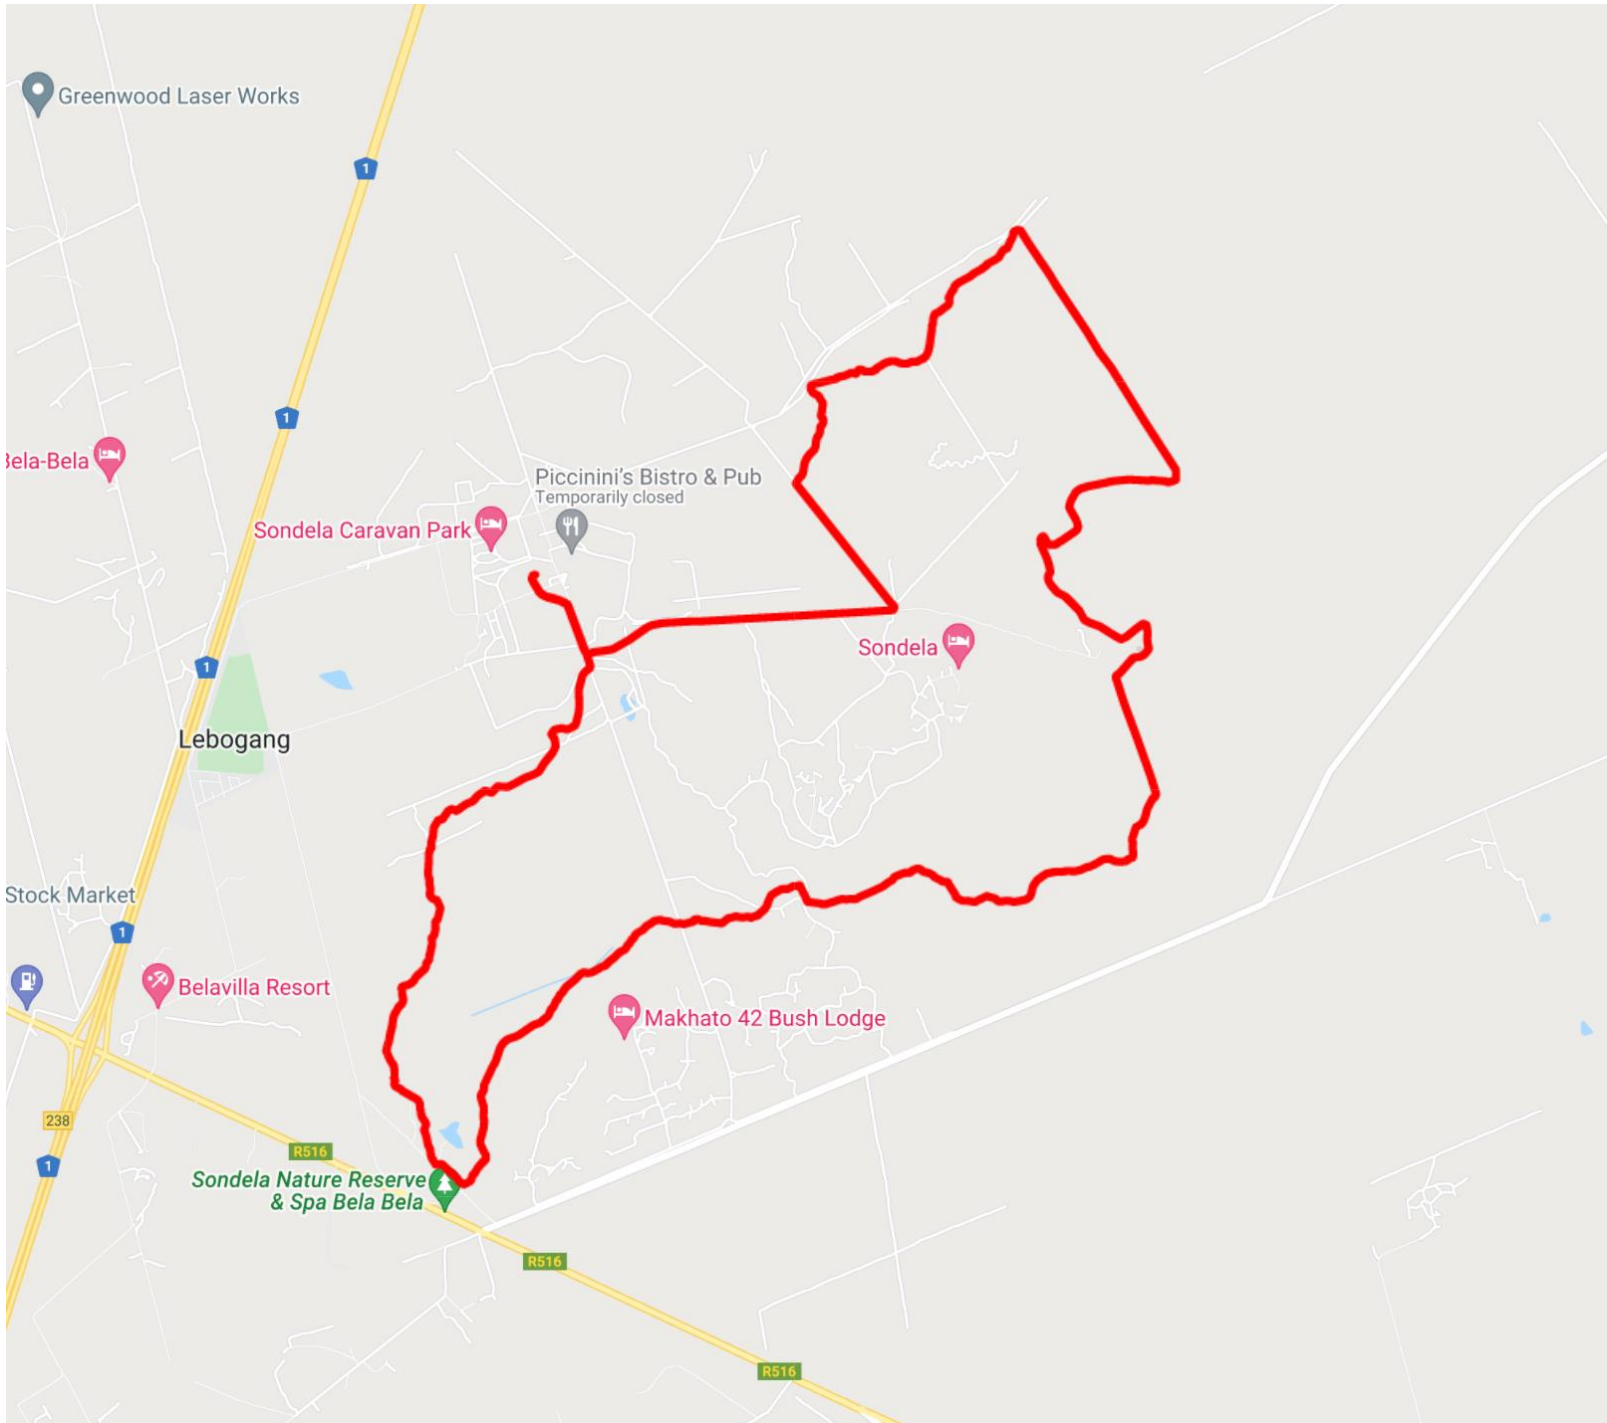 Greenwood Laser Works
1
1
Bela-Bela
Piccinini's Bistro & Pub
Temporarily closed
Sondela Caravan Park
Sondela
1
Lebogang
Stock Market
1
Belavilla Resort
Makhato 42 Bush Lodge
238
R516
1
Sondela Nature Reserve
& Spa Bela Bela
R516
R516